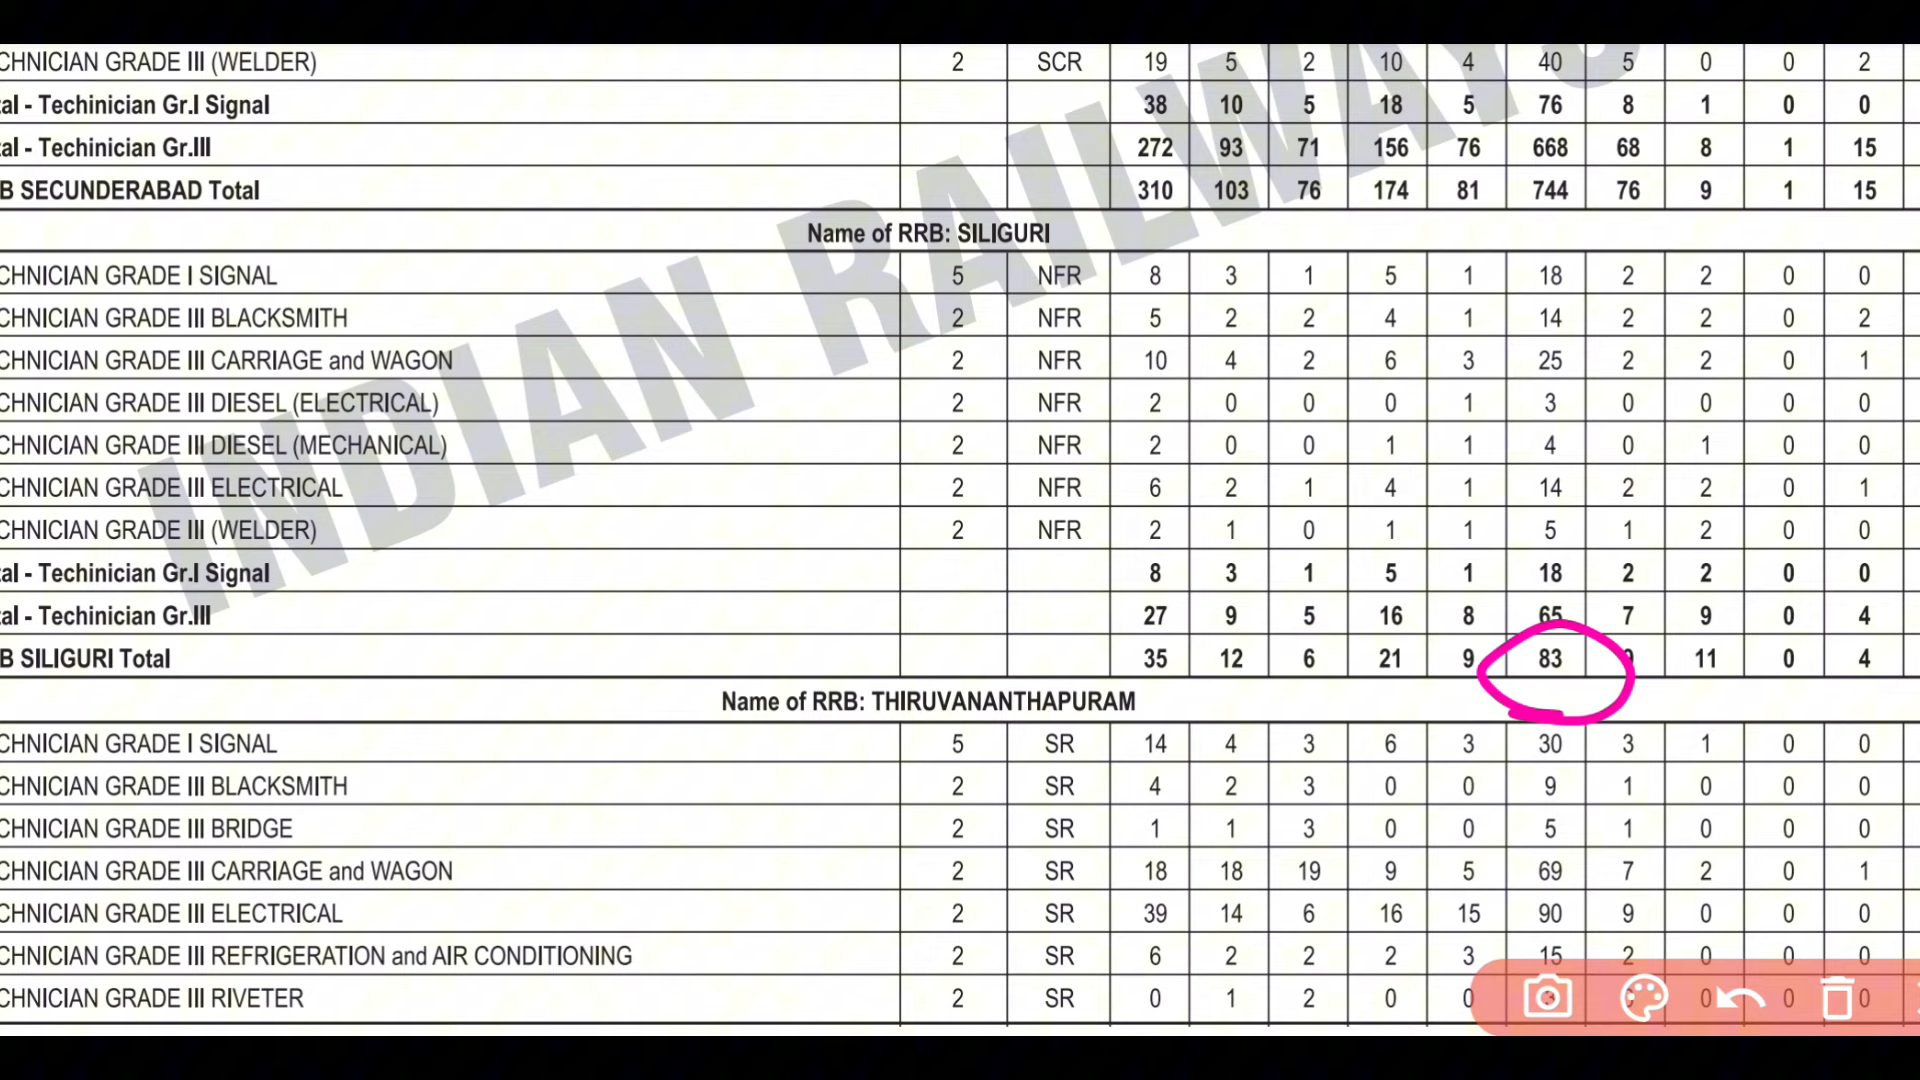 CHNICIAN GRADE III (WELDER) 2 SCR 19 5 2 10 4 40 5 0 0 2
al - Techinician Gr.I Signal 38 10 5 18 5 76 8 1 0 0
al - Techinician Gr.III 272 93 71 156 76 668 68 8 1 15
B SECUNDERABAD Total 310 103 76 174 81 744 76 9 1 15
Name of RRB: SILIGURI
CHNICIAN GRADE I SIGNAL 5 NFR 8 3 1 5 1 18 2 2 0 0
CHNICIAN GRADE III BLACKSMITH 2 NFR 5 2 2 4 1 14 2 2 0 2
CHNICIAN GRADE III CARRIAGE and WAGON 2 NFR 10 4 2 6 3 25 2 2 0 1
CHNICIAN GRADE III DIESEL (ELECTRICAL) 2 NFR 2 0 0 0 1 3 0 0 0 0
CHNICIAN GRADE III DIESEL (MECHANICAL) 2 NFR 2 0 0 1 1 4 0 1 0 0
CHNICIAN GRADE III ELECTRICAL 2 NFR 6 2 1 4 1 14 2 2 0 1
CHNICIAN GRADE III (WELDER) 2 NFR 2 1 0 1 1 5 1 2 0 0
al - Techinician Gr.I Signal 8 3 1 5 1 18 2 2 0 0
al - Techinician Gr.III 27 9 5 16 8 65 7 9 0 4
B SILIGURI Total 35 12 6 21 9 83 11 0 4
Name of RRB: THIRUVANANTHAPURAM
CHNICIAN GRADE I SIGNAL 5 SR 14 4 3 6 3 30 3 1 0 0
CHNICIAN GRADE III BLACKSMITH 2 SR 4 2 3 0 0 9 1 0 0 0
CHNICIAN GRADE III BRIDGE 2 SR 1 1 3 0 0 5 1 0 0 0
CHNICIAN GRADE III CARRIAGE and WAGON 2 SR 18 18 19 9 5 69 7 2 0 1
CHNICIAN GRADE III ELECTRICAL 2 SR 39 14 6 16 15 90 9 0 0 0
CHNICIAN GRADE III REFRIGERATION and AIR CONDITIONING 2 SR 6 2 2 2 3 15 2 0 0 0
CHNICIAN GRADE III RIVETER 2 SR 0 1 2 0 0 0 0 0
INDIAN RAILWAYS